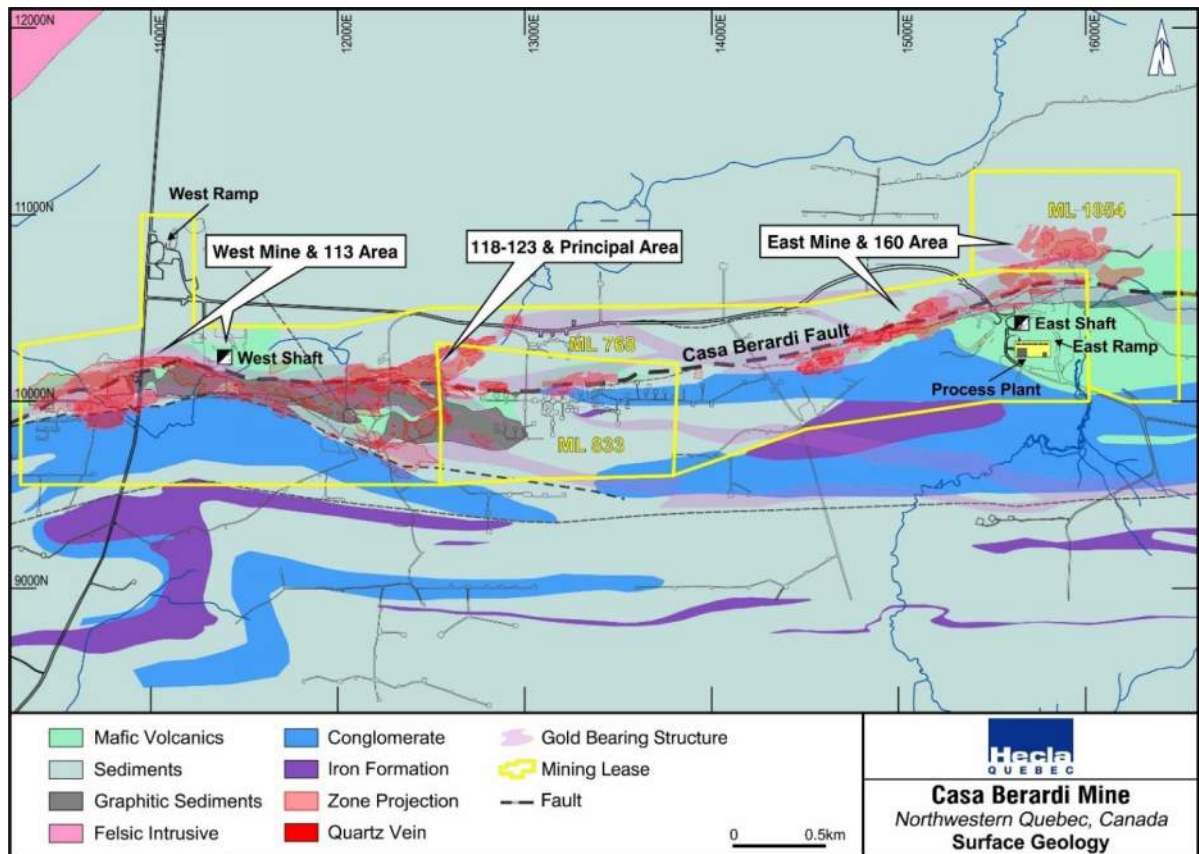 12000N
11000E
12000E
13000E
14000E
15000E
16000E
West Ramp
11000N
ML 1354
West Mine & 113 Area
118-123 & Principal Area
East Mine & 160 Area
East Shaft
West Shaft
ML 768
Casa Berardi Fault
East Ramp
Process Plant
10000N
ML 833
9000N
Mafic Volcanics
Sediments
Graphitic Sediments
Felsic Intrusive
Conglomerate
Iron Formation
Zone Projection
Quartz Vein
Gold Bearing Structure
Mining Lease
Fault
0 0.5km
Hecla
QUEBEC
Casa Berardi Mine
Northwestern Quebec, Canada
Surface Geology